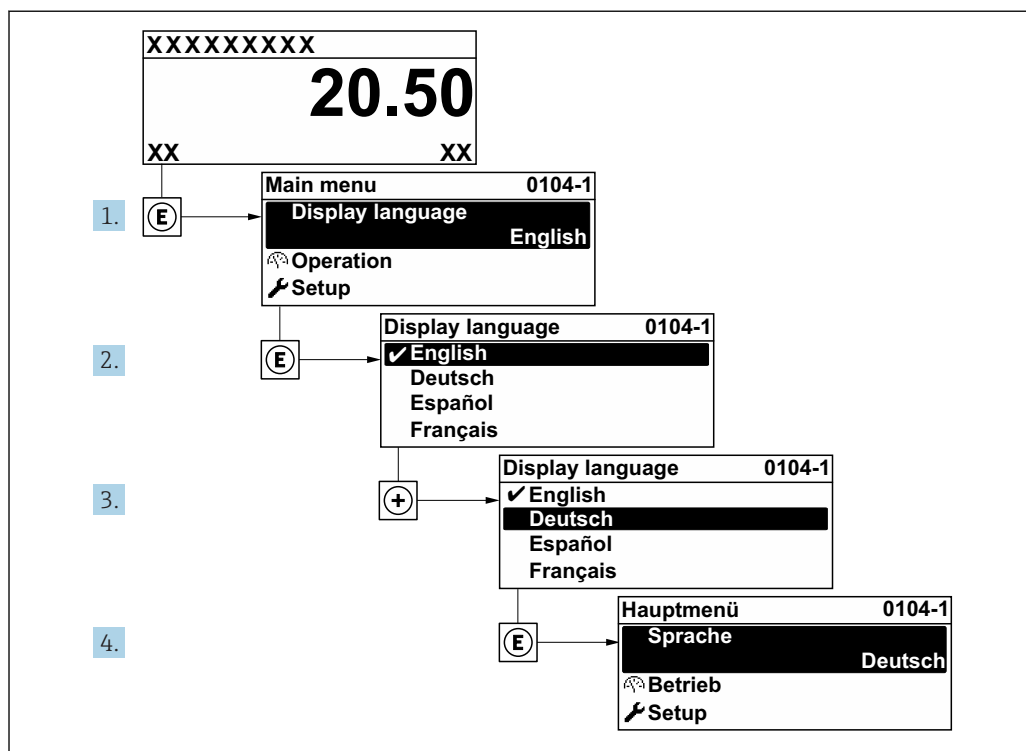 XXXXXXXXX
20.50
XX XX
1. E
Main menu 0104-1
Display language
English
Operation
Setup
2. E
Display language 0104-1
✔English
Deutsch
Español
Français
3. +
Display language 0104-1
✔English
Deutsch
Español
Français
4. E
Hauptmenü 0104-1
Sprache
Deutsch
Betrieb
Setup